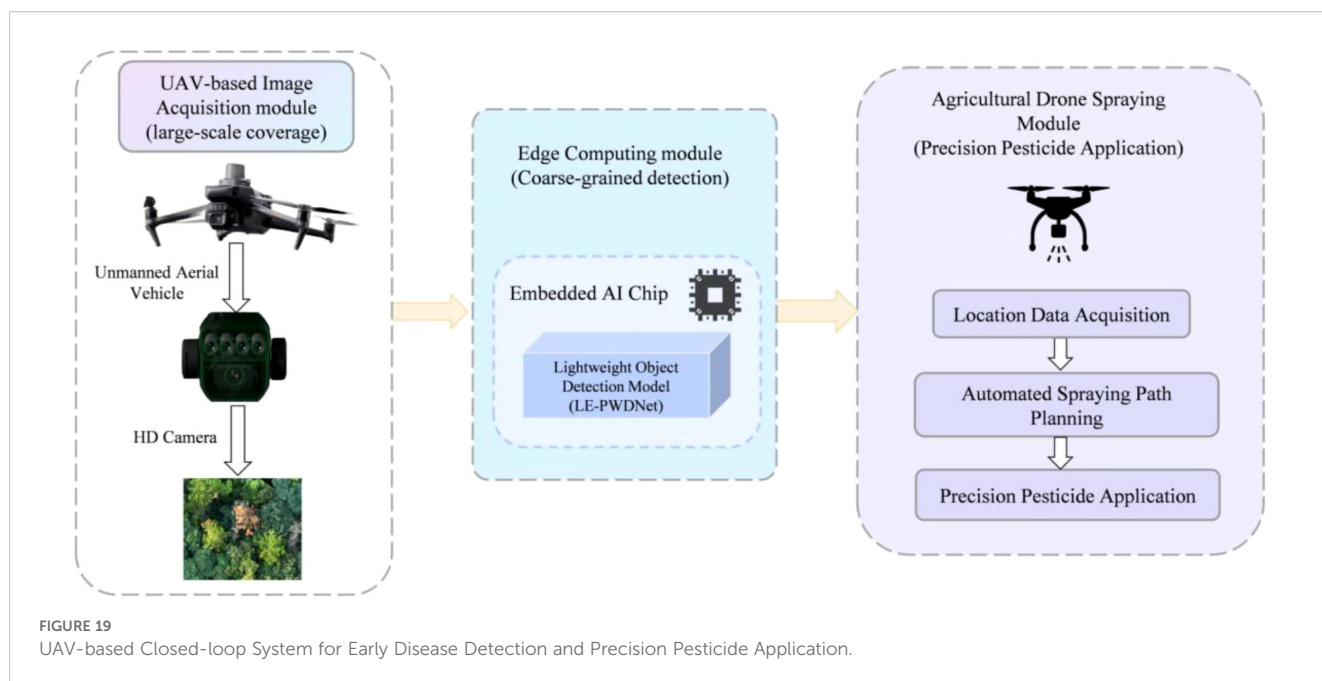 UAV-based Image
Acquisition module
(large-scale coverage)
Unmanned Aerial
Vehicle
HD Camera
Edge Computing module
(Coarse-grained detection)
Embedded AI Chip
Lightweight Object
Detection Model
(LE-PWDNet)
Agricultural Drone Spraying
Module
(Precision Pesticide Application)
Location Data Acquisition
Automated Spraying Path
Planning
Precision Pesticide Application
FIGURE 19
UAV-based Closed-loop System for Early Disease Detection and Precision Pesticide Application.